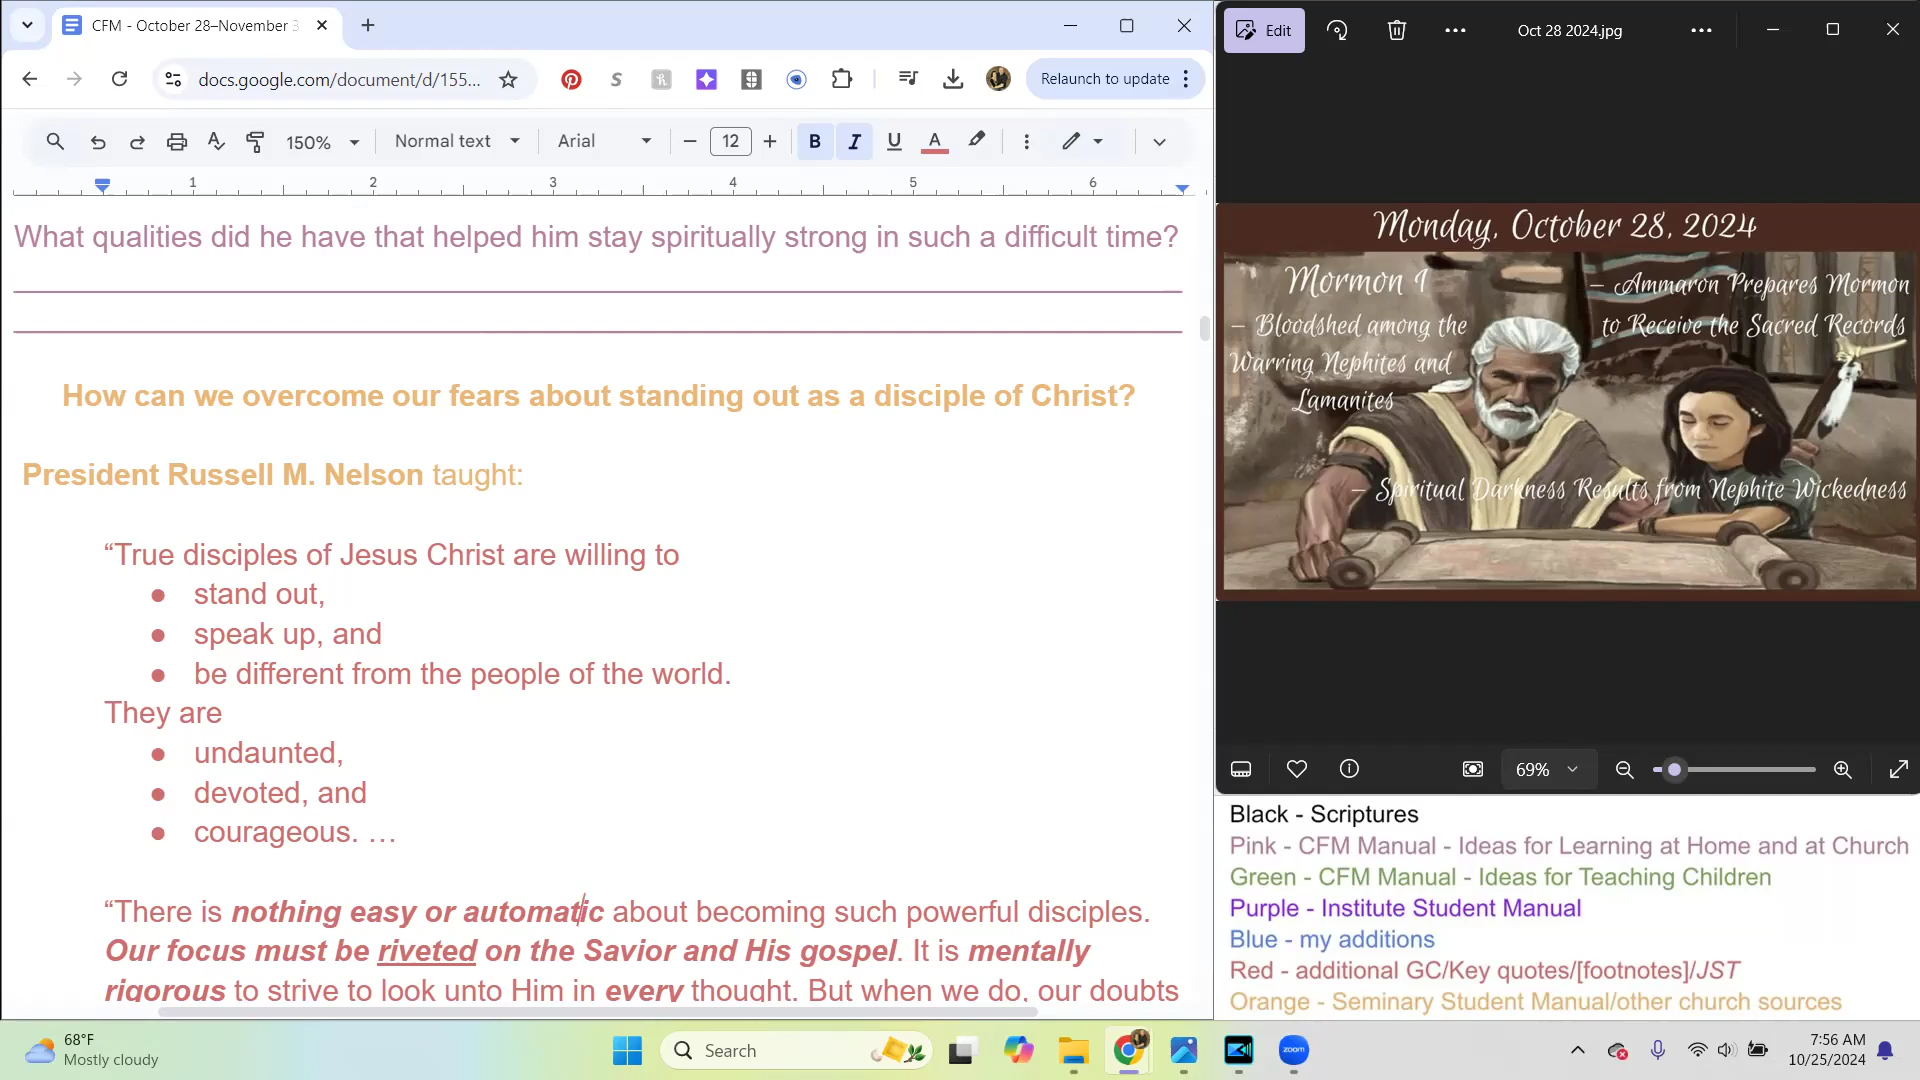 CFM - October 28–November 3
docs.google.com/document/d/155...
Relaunch to update
150%
Normal text
Arial
12
B I U A
1 2 3 4 5 6
What qualities did he have that helped him stay spiritually strong in such a difficult time?
How can we overcome our fears about standing out as a disciple of Christ?
President Russell M. Nelson taught:
“True disciples of Jesus Christ are willing to
● stand out,
● speak up, and
● be different from the people of the world.
They are
● undaunted,
● devoted, and
● courageous. …
“There is nothing easy or automatic about becoming such powerful disciples.
Our focus must be riveted on the Savior and His gospel. It is mentally
rigorous to strive to look unto Him in every thought. But when we do, our doubts
Edit
Oct 28 2024.jpg
Monday, October 28, 2024
Mormon 1
– Bloodshed among the
Warring Nephites and
Lamanites
– Ammaron Prepares Mormon
to Receive the Sacred Records
– Spiritual Darkness Results from Nephite Wickedness
69%
Black - Scriptures
Pink - CFM Manual - Ideas for Learning at Home and at Church
Green - CFM Manual - Ideas for Teaching Children
Purple - Institute Student Manual
Blue - my additions
Red - additional GC/Key quotes/[footnotes]/JST
Orange - Seminary Student Manual/other church sources
68°F
Mostly cloudy
Search
zoom
7:56 AM
10/25/2024